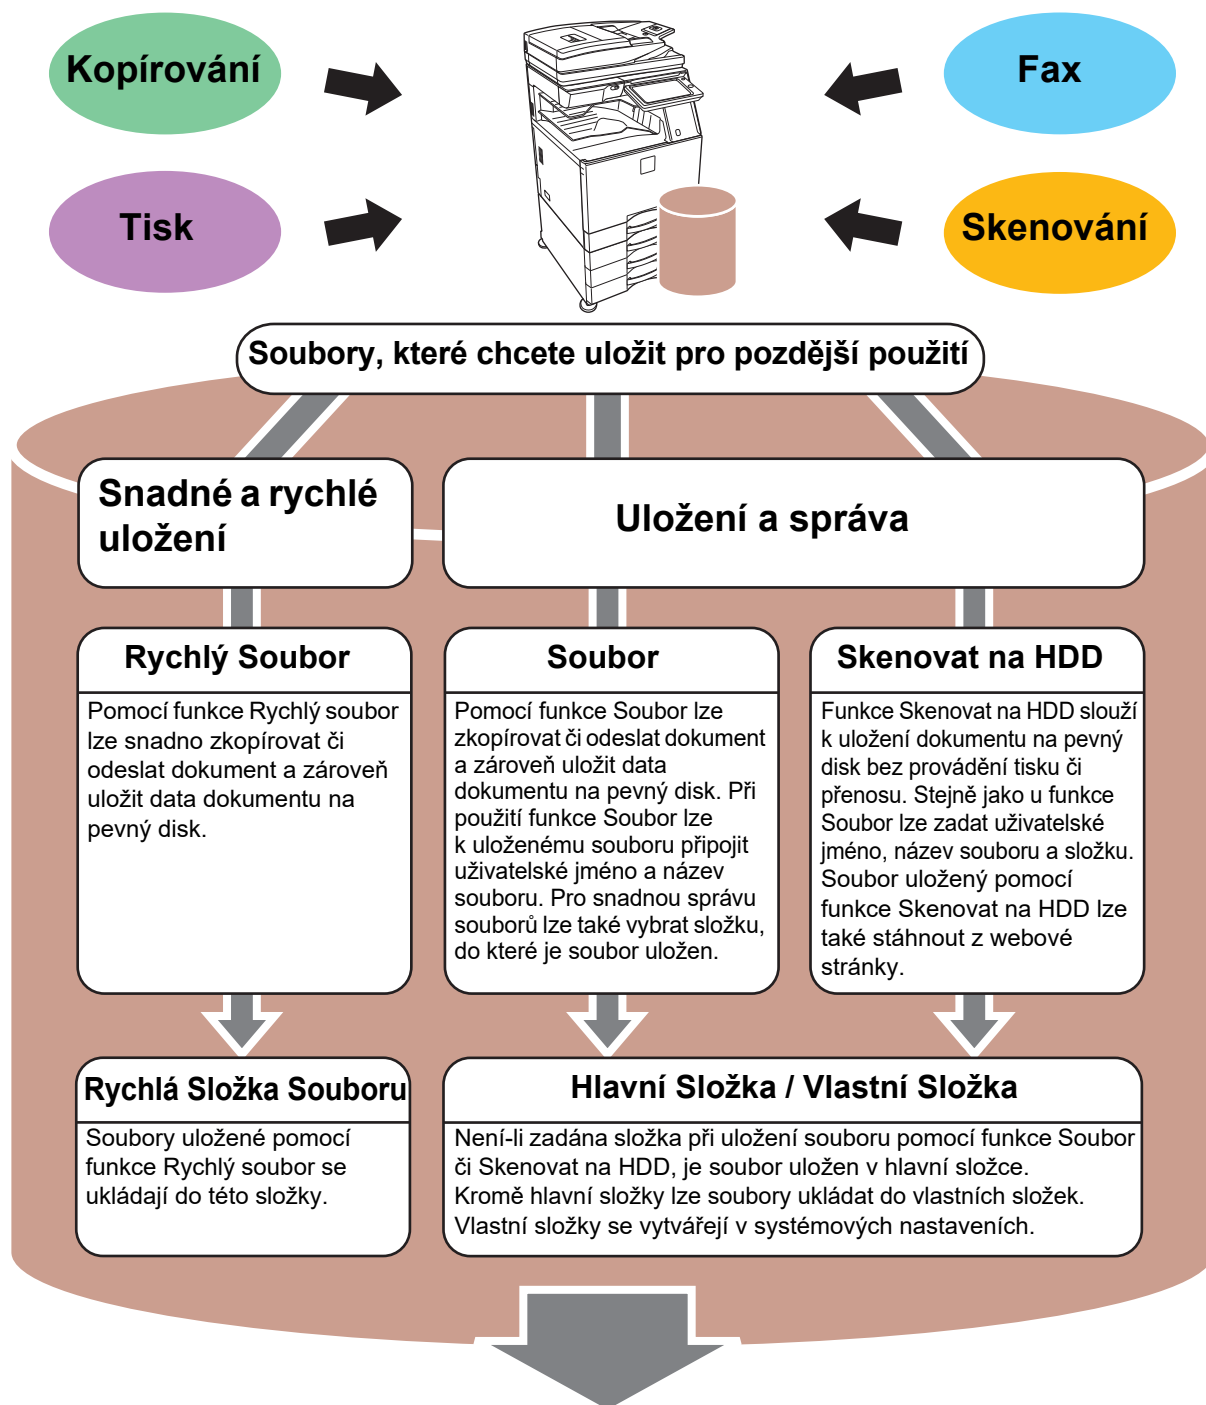 Kopírování
Fax
Tisk
Skenování
Soubory, které chcete uložit pro pozdější použití
Snadné a rychlé
uložení
Uložení a správa
Rychlý Soubor
Pomocí funkce Rychlý soubor
lze snadno zkopírovat či
odeslat dokument a zároveň
uložit data dokumentu na
pevný disk.
Soubor
Pomocí funkce Soubor lze
zkopírovat či odeslat dokument
a zároveň uložit data
dokumentu na pevný disk. Při
použití funkce Soubor lze
k uloženému souboru připojit
uživatelské jméno a název
souboru. Pro snadnou správu
souborů lze také vybrat složku,
do které je soubor uložen.
Skenovat na HDD
Funkce Skenovat na HDD slouží
k uložení dokumentu na pevný
disk bez provádění tisku či
přenosu. Stejně jako u funkce
Soubor lze zadat uživatelské
jméno, název souboru a složku.
Soubor uložený pomocí
funkce Skenovat na HDD lze
také stáhnout z webové
stránky.
Rychlá Složka Souboru
Soubory uložené pomocí
funkce Rychlý soubor se
ukládají do této složky.
Hlavní Složka / Vlastní Složka
Není-li zadána složka při uložení souboru pomocí funkce Soubor
či Skenovat na HDD, je soubor uložen v hlavní složce.
Kromě hlavní složky lze soubory ukládat do vlastních složek.
Vlastní složky se vytvářejí v systémových nastaveních.